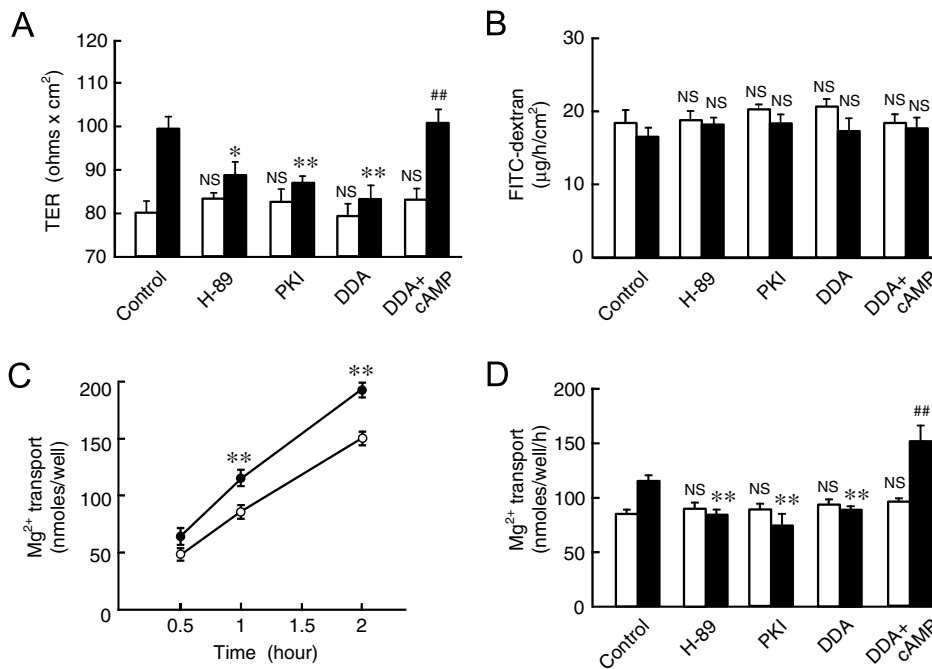 A
TER (ohms x cm²)
120
110
100
90
80
70
NS
*
NS
**
NS
**
NS
##
Control
H-89
PKI
DDA
DDA+
cAMP
B
FITC-dextran
(µg/h/cm²)
30
20
10
0
NS
NS
NS
NS
NS
NS
NS
NS
Control
H-89
PKI
DDA
DDA+
cAMP
C
Mg²⁺ transport
(nmoles/well)
200
150
100
50
0
**
**
0.5
1
1.5
2
Time (hour)
D
Mg²⁺ transport
(nmoles/well/h)
200
150
100
50
0
NS
**
NS
**
NS
**
NS
##
Control
H-89
PKI
DDA
DDA+
cAMP